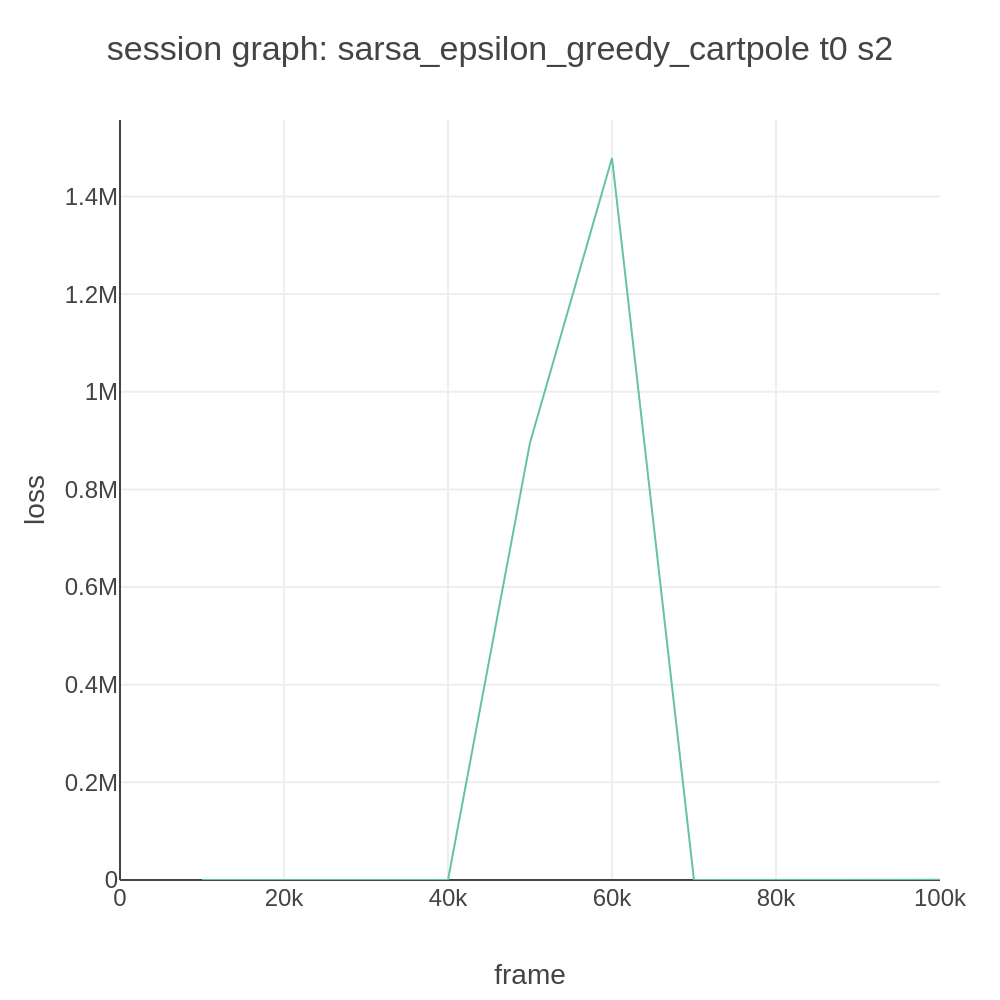 session graph: sarsa_epsilon_greedy_cartpole t0 s2
1.4M
1.2M
1M
0.8M
0.6M
0.4M
0.2M
0
loss
0 20k 40k 60k 80k 100k
frame